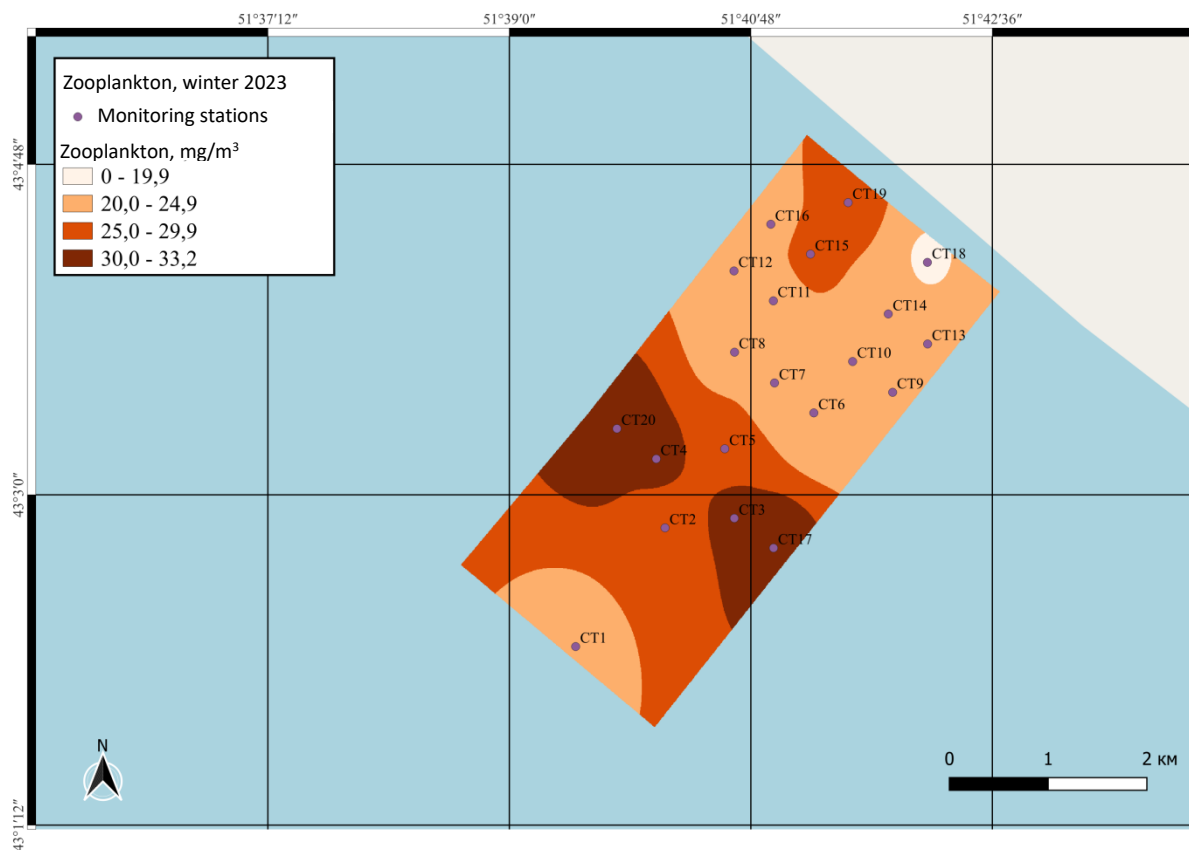 51°37'12" 51°39'0" 51°40'48" 51°42'36"
Zooplankton, winter 2023
Monitoring stations
Zooplankton, mg/m³
0 - 19,9
20,0 - 24,9
25,0 - 29,9
30,0 - 33,2
43°4'48"
43°3'0"
43°1'12"
CT19
CT16
CT15
CT18
CT12
CT11
CT14
CT13
CT8
CT10
CT7
CT9
CT6
CT20
CT5
CT4
CT3
CT2
CT17
CT1
N
0 1 2 км